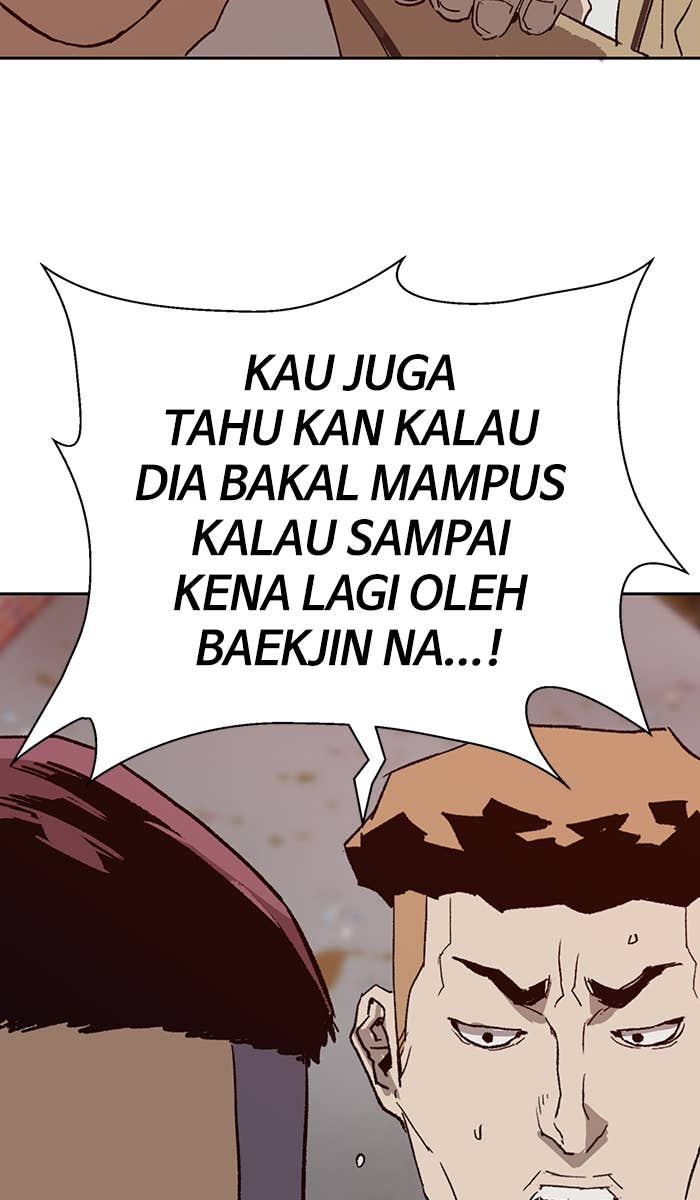 KAU JUGA
TAHU KAN KALAU
DIA BAKAL MAMPUS
KALAU SAMPAI
KENA LAGI OLEH
BAEKJIN NA...!